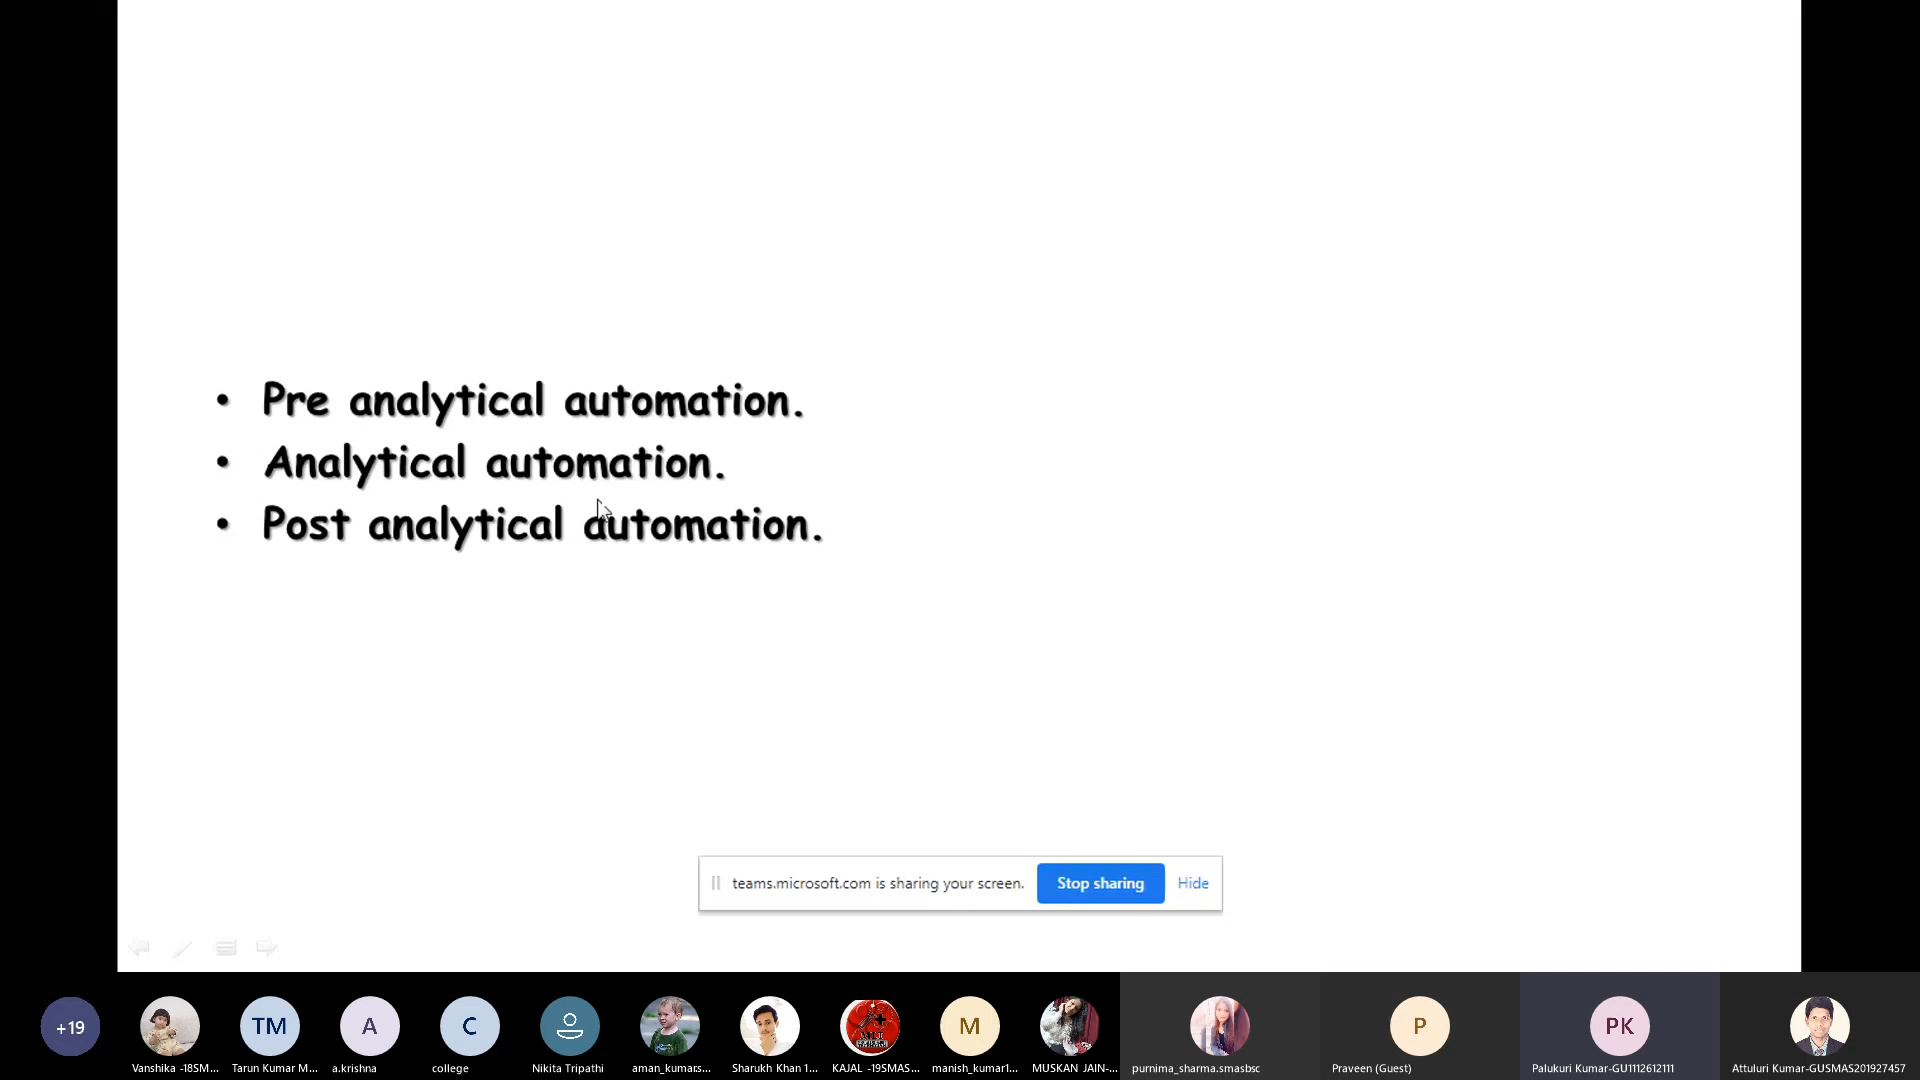 • Pre analytical automation.
• Analytical automation.
• Post analytical automation.
teams.microsoft.com is sharing your screen. Stop sharing Hide
+19 TM A C M P PK
Vanshika -18SM... Tarun Kumar M... a.krishna college Nikita Tripathi aman_kumar.s... Sharukh Khan 1... KAJAL -19SMAS... manish_kumar1... MUSKAN JAIN-... purnima_sharma.smasbsc Praveen (Guest) Palukuri Kumar-GU1112612111 Attuluri Kumar-GUSMAS201927457